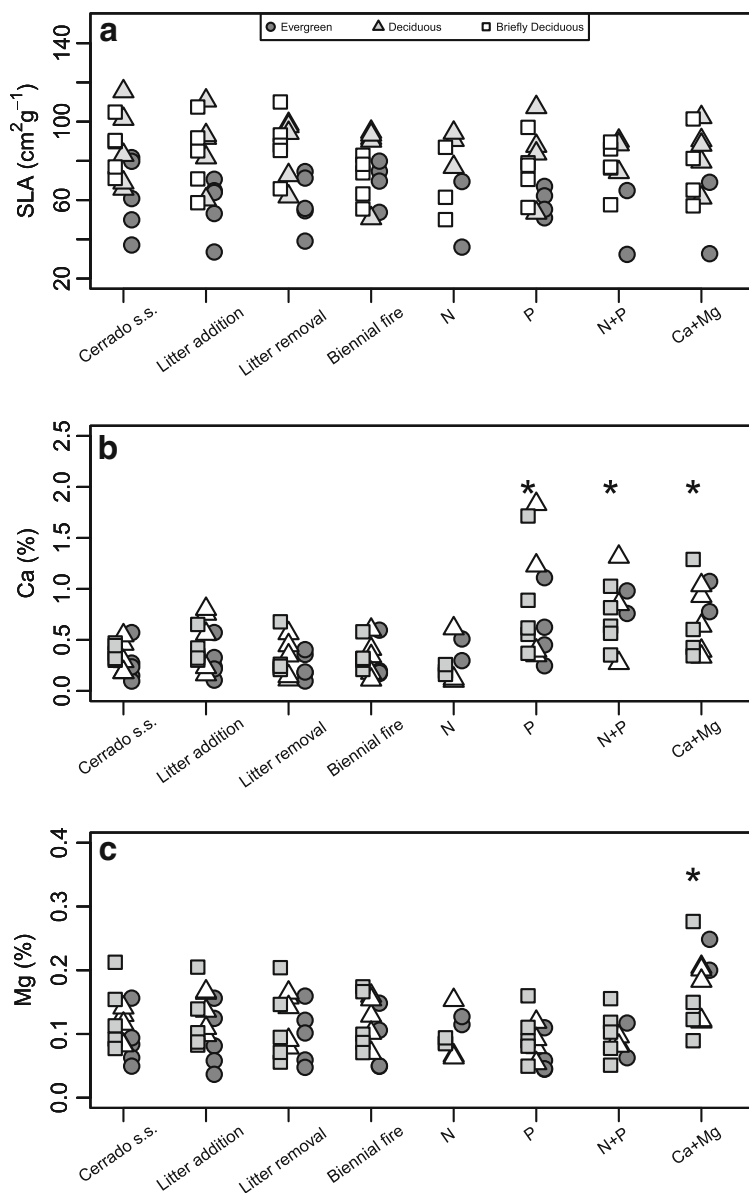 a
Evergreen
Deciduous
Briefly Deciduous
SLA (cm²g⁻¹)
140
100
60
20
Cerrado s.s.
Litter addition
Litter removal
Biennial fire
N
P
N+P
Ca+Mg
b
Ca (%)
2.5
2.0
1.5
1.0
0.5
0.0
* * *
Cerrado s.s.
Litter addition
Litter removal
Biennial fire
N
P
N+P
Ca+Mg
c
Mg (%)
0.4
0.3
0.2
0.1
0.0
*
Cerrado s.s.
Litter addition
Litter removal
Biennial fire
N
P
N+P
Ca+Mg